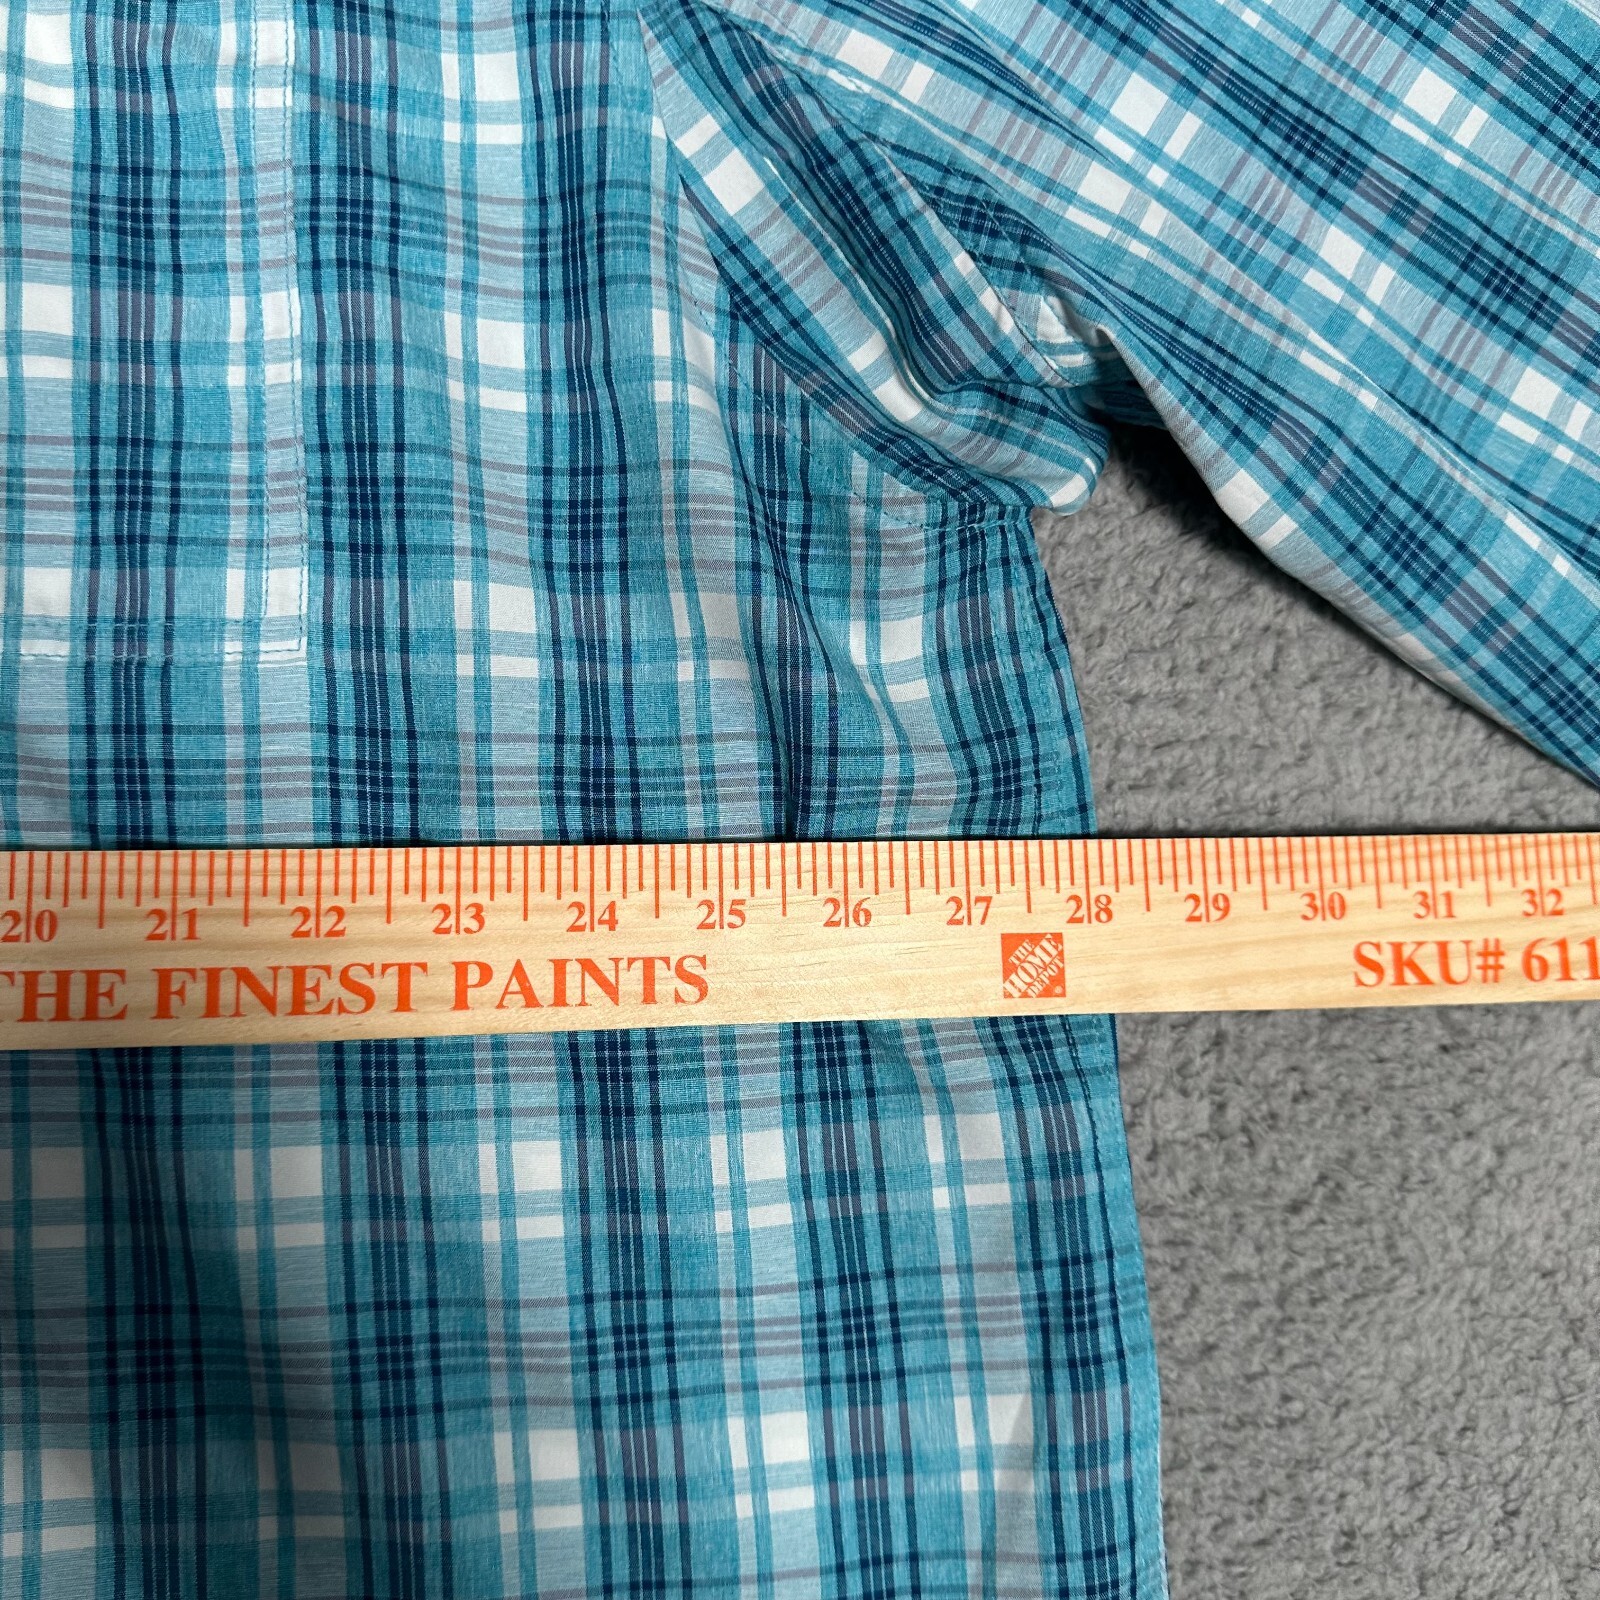 20 21 22 23 24 25 26 27 28 29 30 31 32
THE FINEST PAINTS THE HOME DEPOT SKU# 611